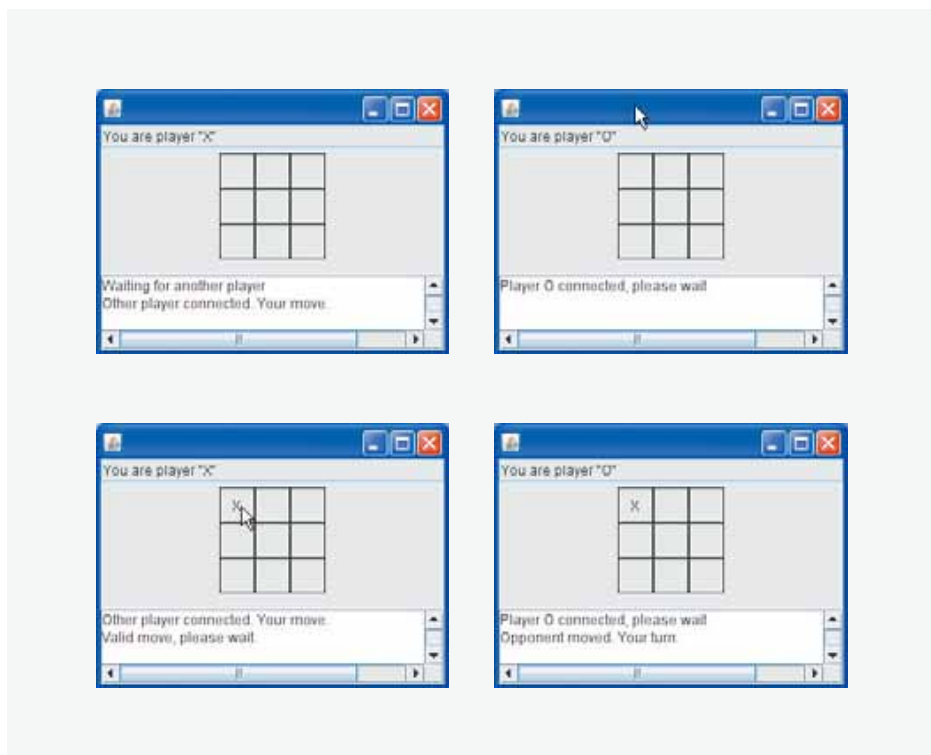 You are player "X"
Waiting for another player
Other player connected. Your move.
You are player "O"
Player O connected, please wait
You are player "X"
X
Other player connected. Your move.
Valid move, please wait.
You are player "O"
X
Player O connected, please wait
Opponent moved. Your turn.